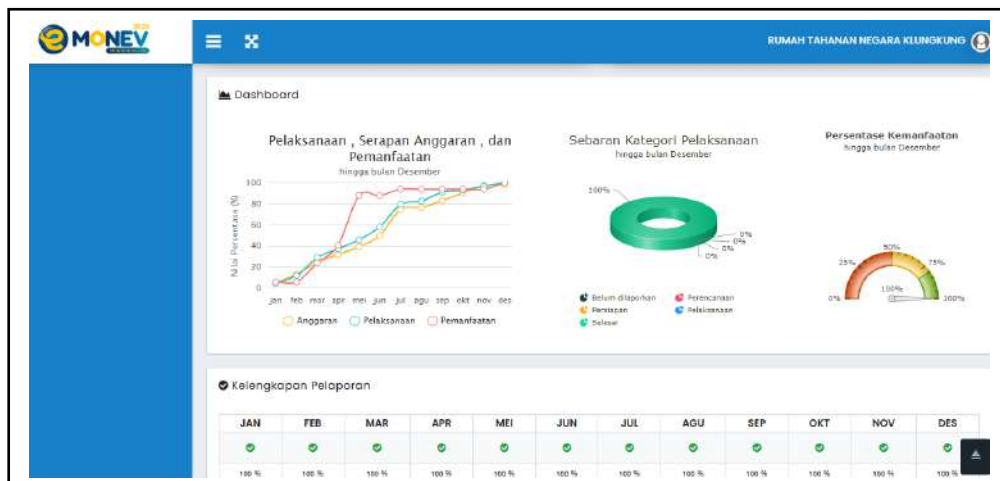 e MONEV
RUMAH TAHANAN NEGARA KLUNGKUNG
Dashboard
Pelaksanaan , Serapan Anggaran , dan
Pemanfaatan
hingga bulan Desember
Nilai Persentase (%)
100
80
60
40
20
0
jan feb mar apr mei jun jul agu sep okt nov des
Anggaran Pelaksanaan Pemanfaatan
Sebaran Kategori Pelaksanaan
hingga bulan Desember
100%
0%
0%
0%
0%
Belum dilaporkan Perencanaan
Persiapan Pelaksanaan
Selesai
Persentase Kemanfaatan
hingga bulan Desember
50%
25% 75%
0% 100% 100%
Kelengkapan Pelaporan
JAN FEB MAR APR MEI JUN JUL AGU SEP OKT NOV DES
100 % 100 % 100 % 100 % 100 % 100 % 100 % 100 % 100 % 100 % 100 % 100 %